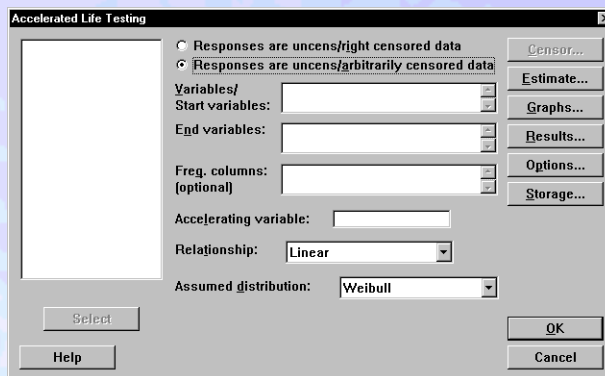 Accelerated Life Testing
Responses are uncens/right censored data
Responses are uncens/arbitrarily censored data
Variables/
Start variables:
End variables:
Freq. columns:
(optional)
Accelerating variable:
Relationship: Linear
Assumed distribution: Weibull
Censor...
Estimate...
Graphs...
Results...
Options...
Storage...
Select
Help
OK
Cancel